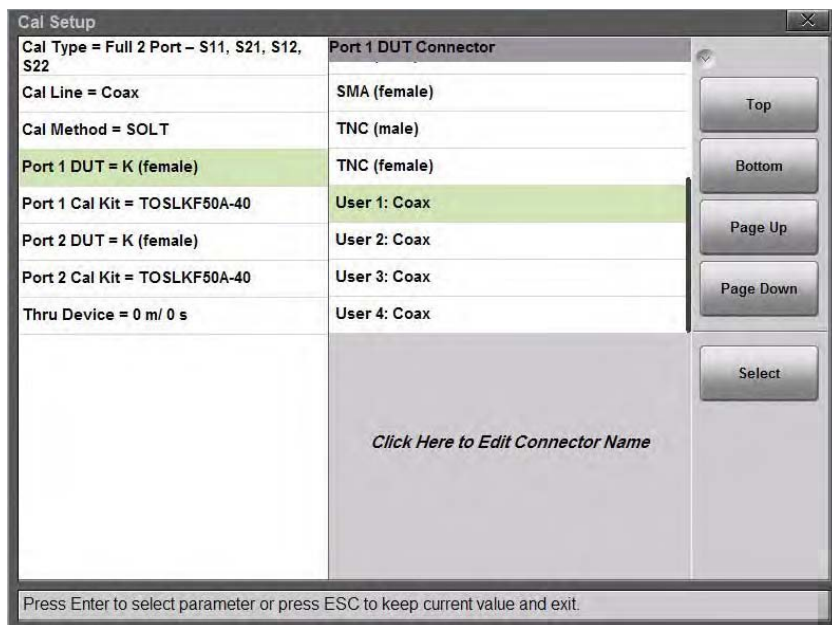 Cal Setup
Cal Type = Full 2 Port – S11, S21, S12,
S22
Cal Line = Coax
Cal Method = SOLT
Port 1 DUT = K (female)
Port 1 Cal Kit = TOSLKF50A-40
Port 2 DUT = K (female)
Port 2 Cal Kit = TOSLKF50A-40
Thru Device = 0 m/ 0 s
Port 1 DUT Connector
SMA (female)
TNC (male)
TNC (female)
User 1: Coax
User 2: Coax
User 3: Coax
User 4: Coax
Click Here to Edit Connector Name
Top
Bottom
Page Up
Page Down
Select
Press Enter to select parameter or press ESC to keep current value and exit.